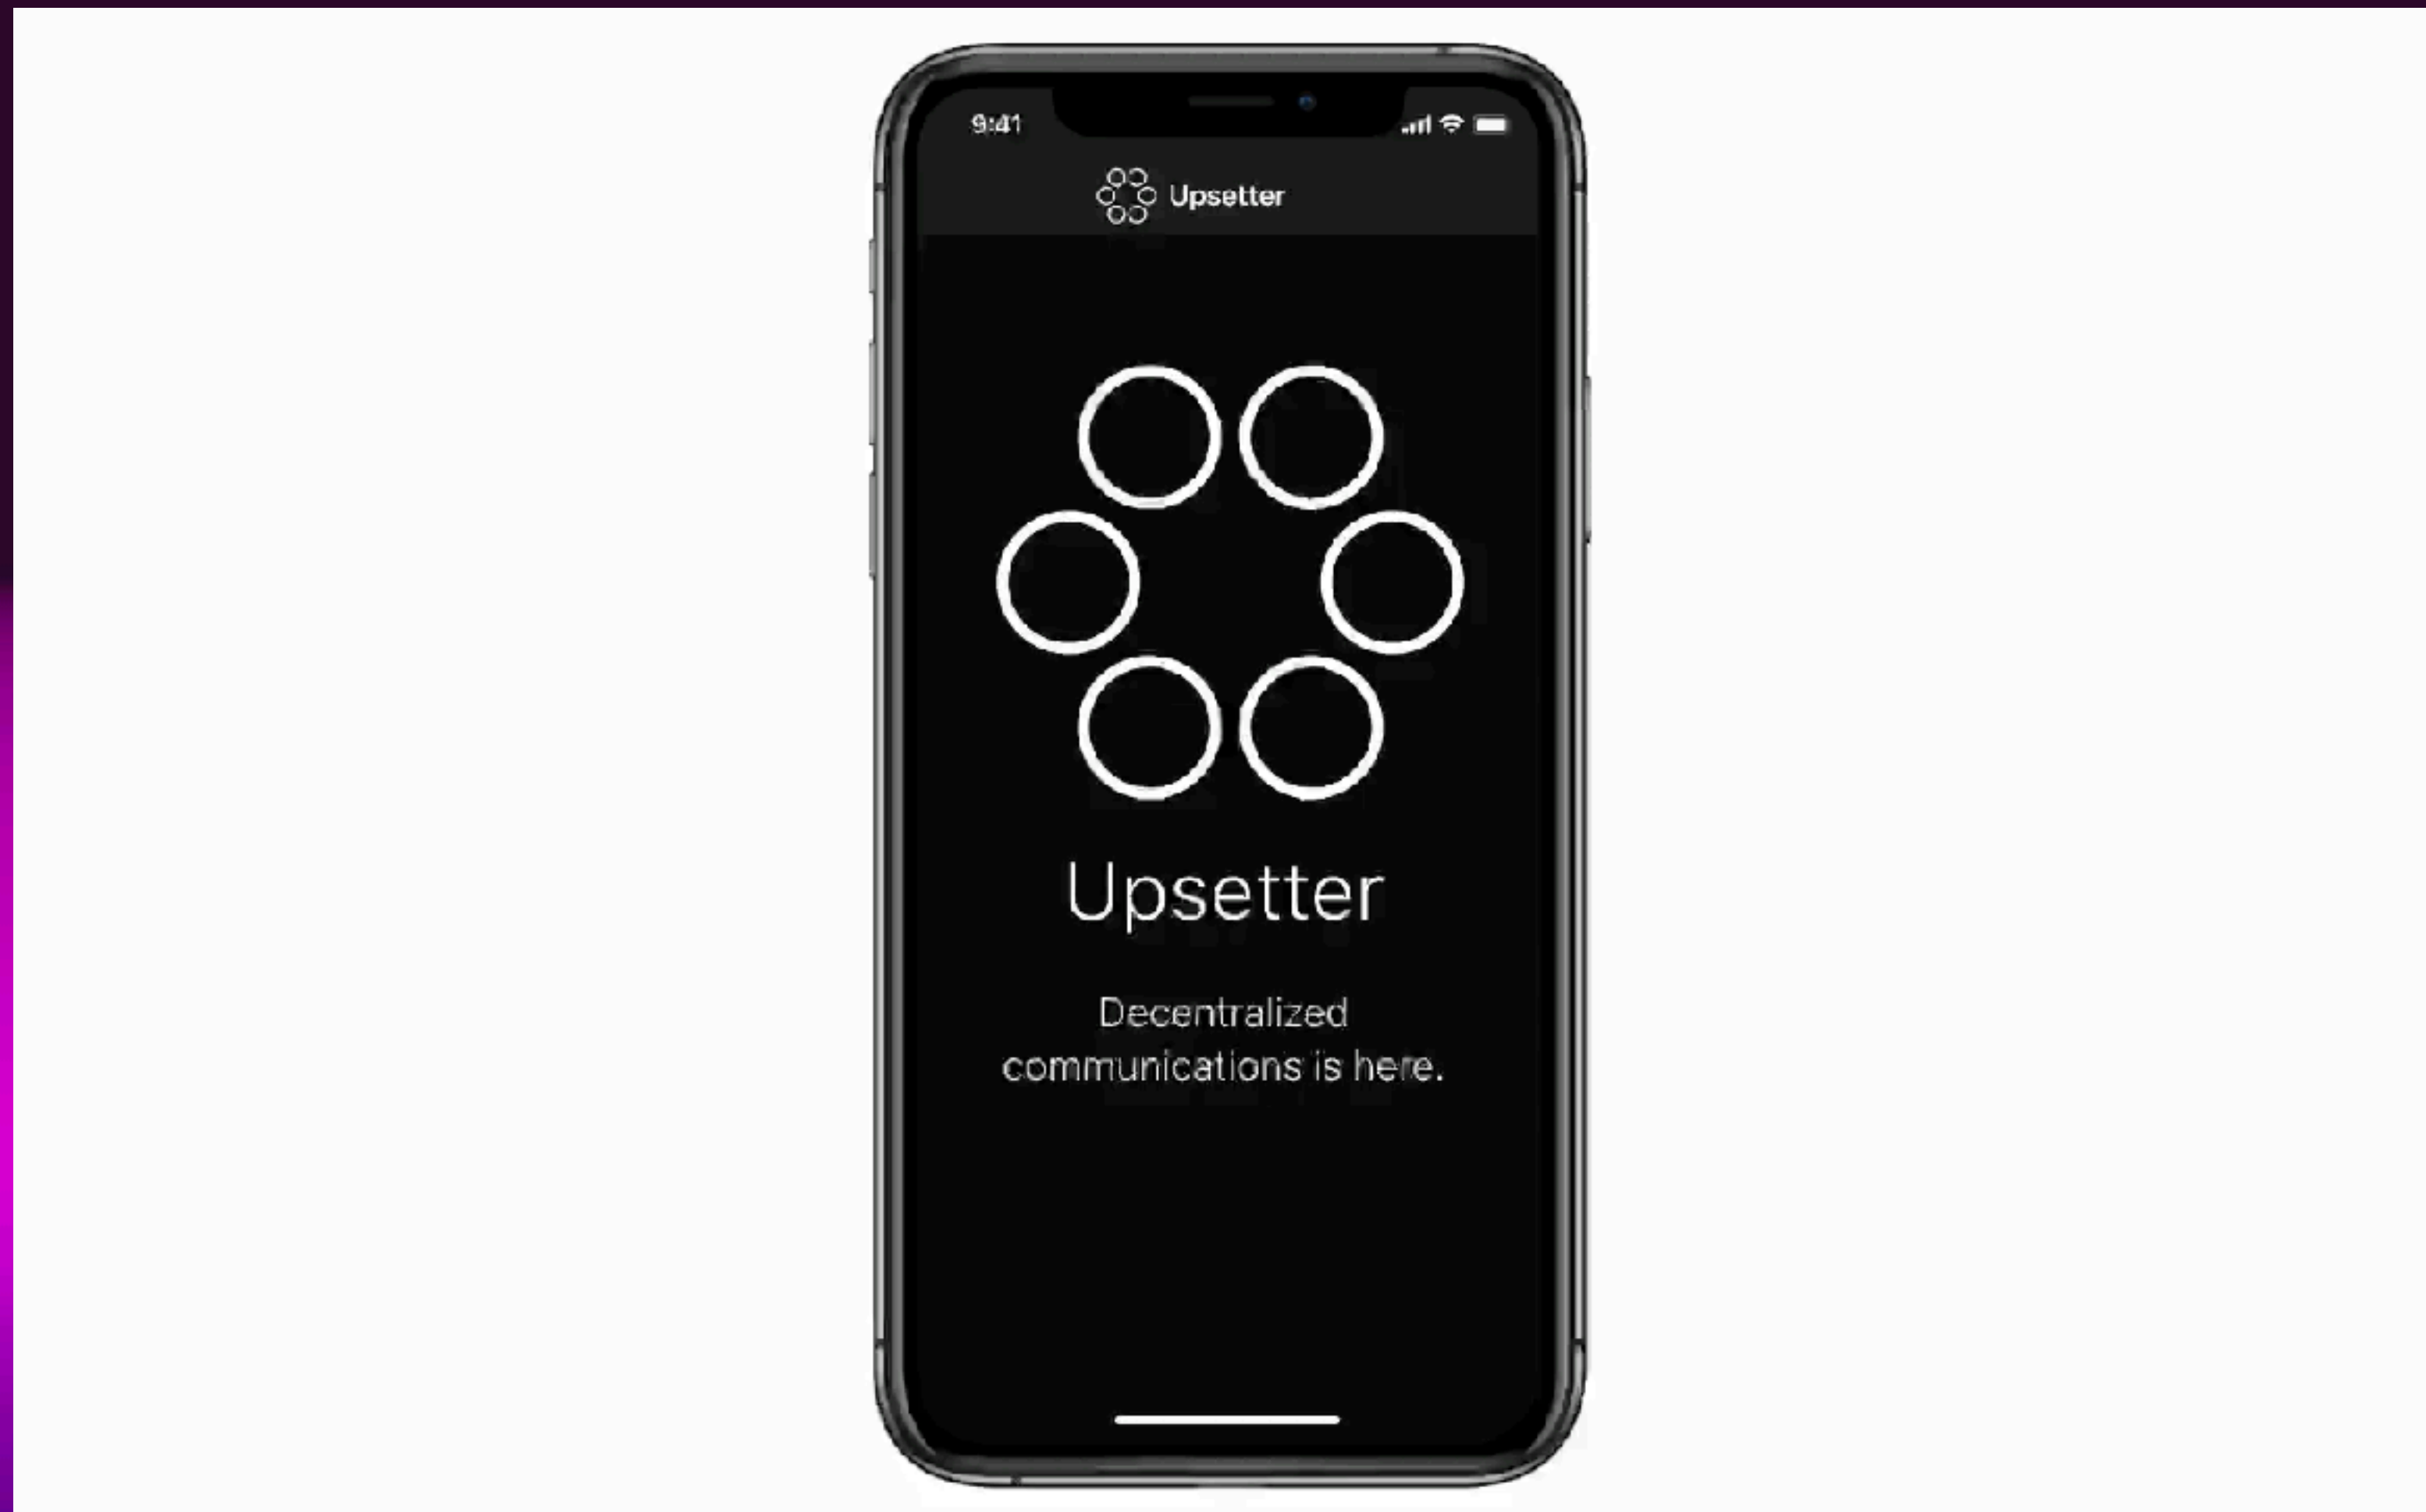 9:41
Upsetter
Upsetter
Decentralized
communications is here.